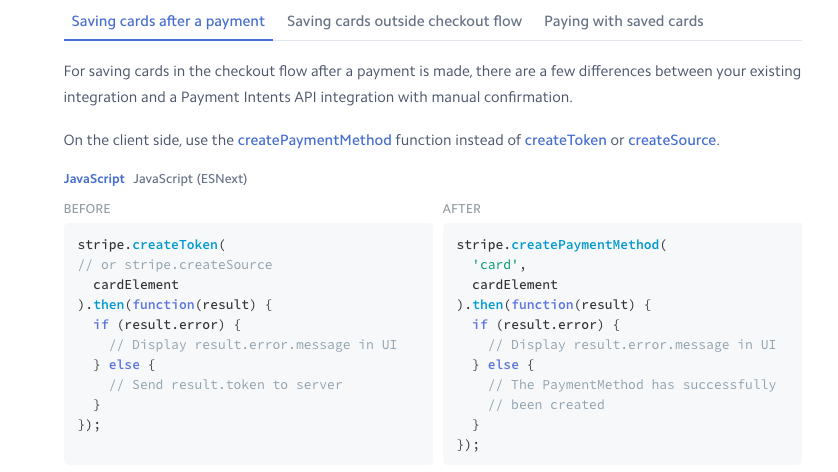 Saving cards after a payment Saving cards outside checkout flow Paying with saved cards
For saving cards in the checkout flow after a payment is made, there are a few differences between your existing
integration and a Payment Intents API integration with manual confirmation.
On the client side, use the createPaymentMethod function instead of createToken or createSource.
JavaScript JavaScript (ESNext)
BEFORE
stripe.createToken(
// or stripe.createSource
  cardElement
).then(function(result) {
  if (result.error) {
    // Display result.error.message in UI
  } else {
    // Send result.token to server
  }
});
AFTER
stripe.createPaymentMethod(
  'card',
  cardElement
).then(function(result) {
  if (result.error) {
    // Display result.error.message in UI
  } else {
    // The PaymentMethod has successfully
    // been created
  }
});